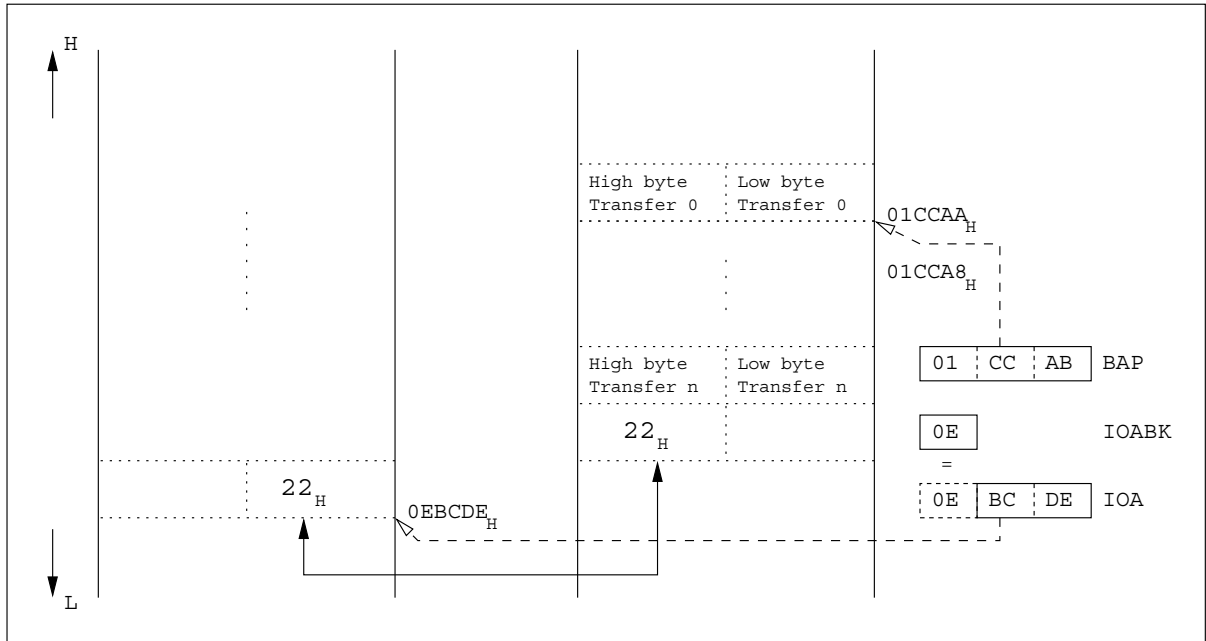 H
High byte Low byte
Transfer 0 Transfer 0
01CCAA H
01CCA8 H
High byte Low byte
Transfer n Transfer n
01 CC AB BAP
22 H
0E IOABK
=
22 H
0EBCDE H
0E BC DE IOA
L